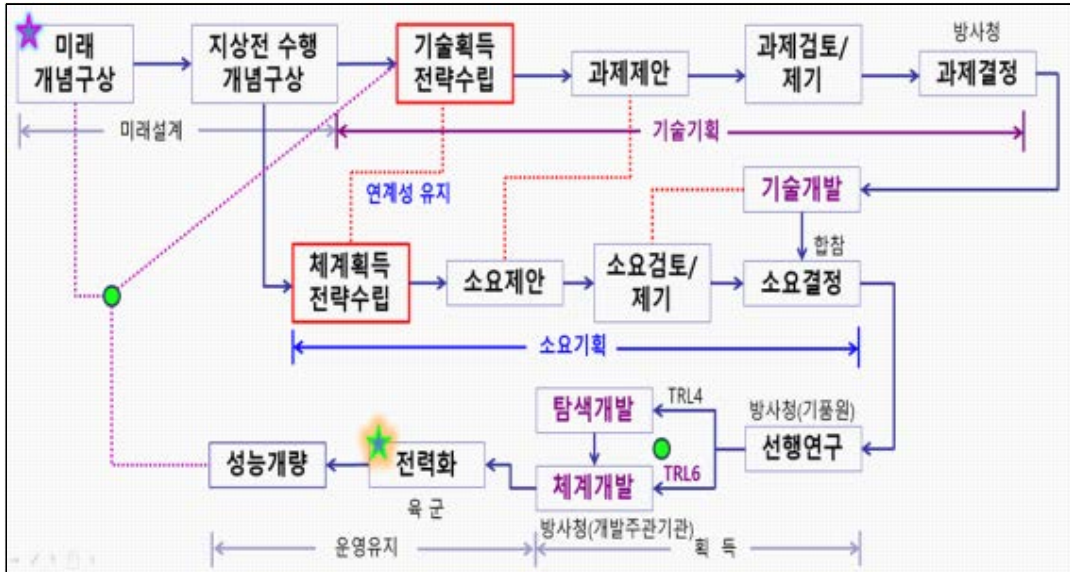 미래
개념구상
지상전 수행
개념구상
기술획득
전략수립
과제제안
과제검토/
제기
방사청
과제결정
미래설계
기술기획
연계성 유지
기술개발
합참
체계획득
전략수립
소요제안
소요검토/
제기
소요결정
소요기획
탐색개발
TRL4
방사청(기품원)
선행연구
성능개량
전력화
육 군
체계개발
TRL6
방사청(개발주관기관)
운영유지
획 득